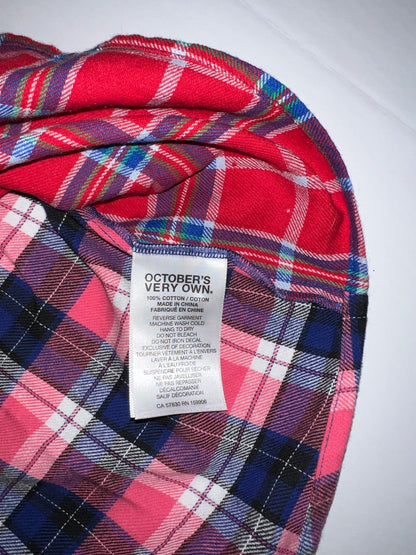 OCTOBER'S
VERY OWN.
100% COTTON / COTON
MADE IN CHINA
FABRIQUÉ EN CHINE
REVERSE GARMENT
MACHINE WASH COLD
HANG TO DRY
DO NOT BLEACH
DO NOT IRON DECAL
EXCLUSIVE OF DECORATION
TOURNER VÊTEMENT À L'ENVERS
LAVER À LA MACHINE
À L'EAU FROIDE
SUSPENDRE POUR SÉCHER
NE PAS JAVELLISER
NE PAS REPASSER
DÉCALCOMANIE
SAUF DÉCORATION
CA 57630 RN 159906